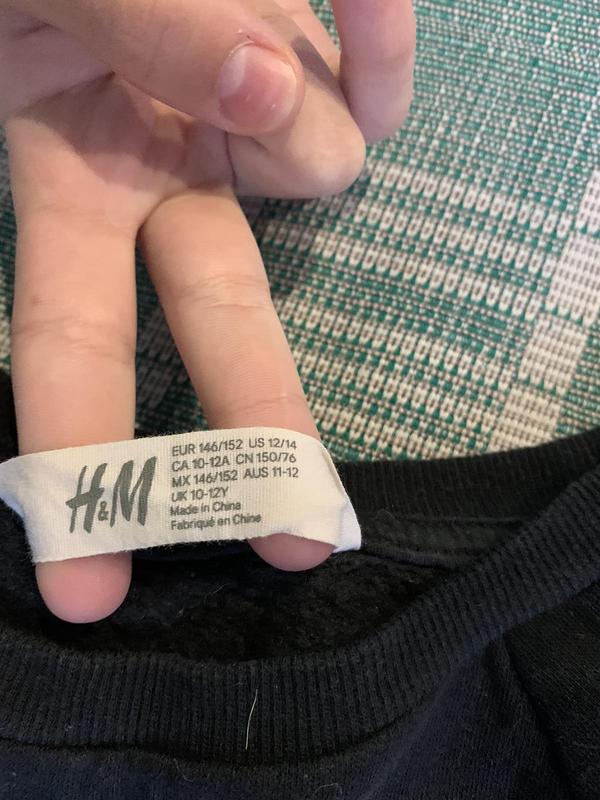 H&M
EUR 146/152 US 12/14
CA 10-12A CN 150/76
MX 146/152 AUS 11-12
UK 10-12Y
Made in China
Fabriqué en Chine